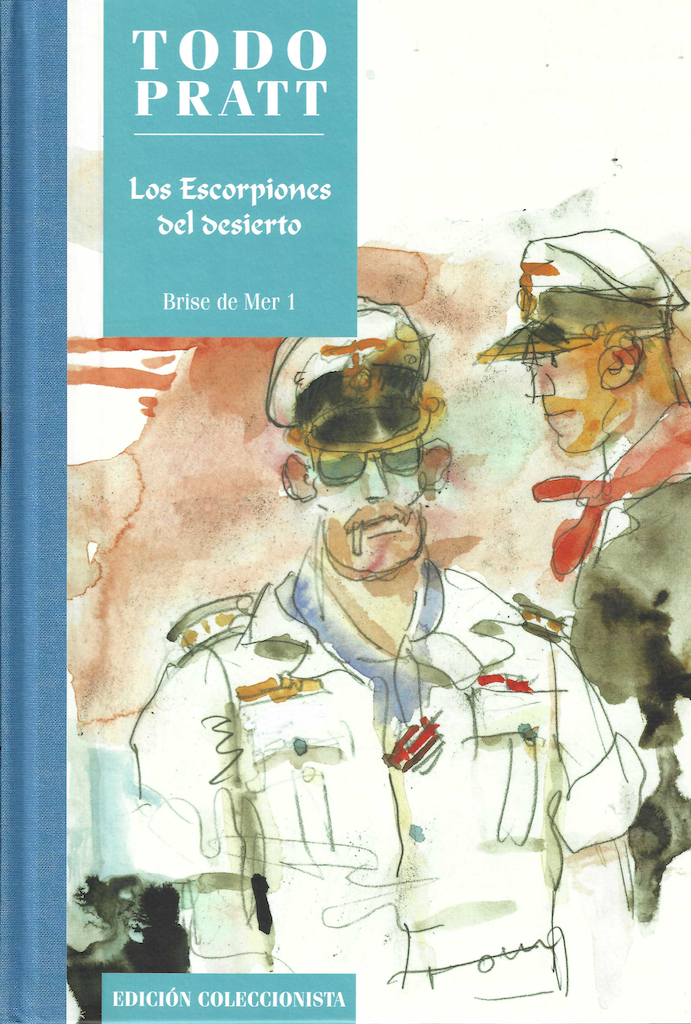 TODO
PRATT
Los Escorpiones
del desierto
Brise de Mer 1
EDICIÓN COLECCIONISTA